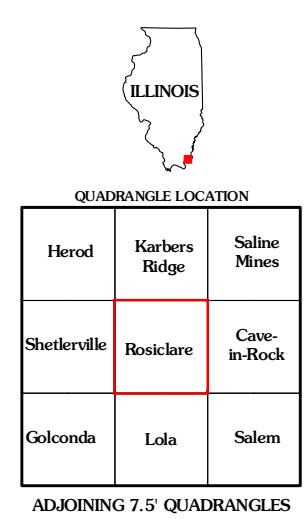 ILLINOIS
QUADRANGLE LOCATION
Herod
Karbers
Ridge
Saline
Mines
Shetlerville
Rosiclare
Cave-
in-Rock
Golconda
Lola
Salem
ADJOINING 7.5' QUADRANGLES